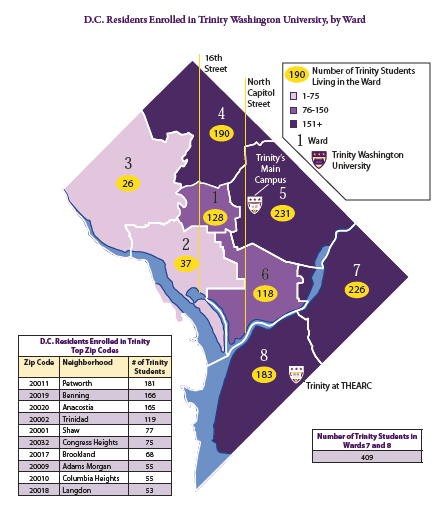 D.C. Residents Enrolled in Trinity Washington University, by Ward
16th
Street
North
Capitol
Street
190 Number of Trinity Students
Living in the Ward
1-75
76-150
151+
1 Ward
Trinity Washington
University
4
190
3
26
Trinity's
Main
Campus
5
231
1
128
2
37
6
118
7
226
8
183
Trinity at THEARC
D.C. Residents Enrolled in Trinity
Top Zip Codes
Zip Code Neighborhood # of Trinity
Students
20011 Petworth 181
20019 Benning 166
20020 Anacostia 165
20002 Trinidad 119
20001 Shaw 77
20032 Congress Heights 75
20017 Brookland 68
20009 Adams Morgan 55
20010 Columbia Heights 55
20018 Langdon 53
Number of Trinity Students in
Wards 7 and 8
409